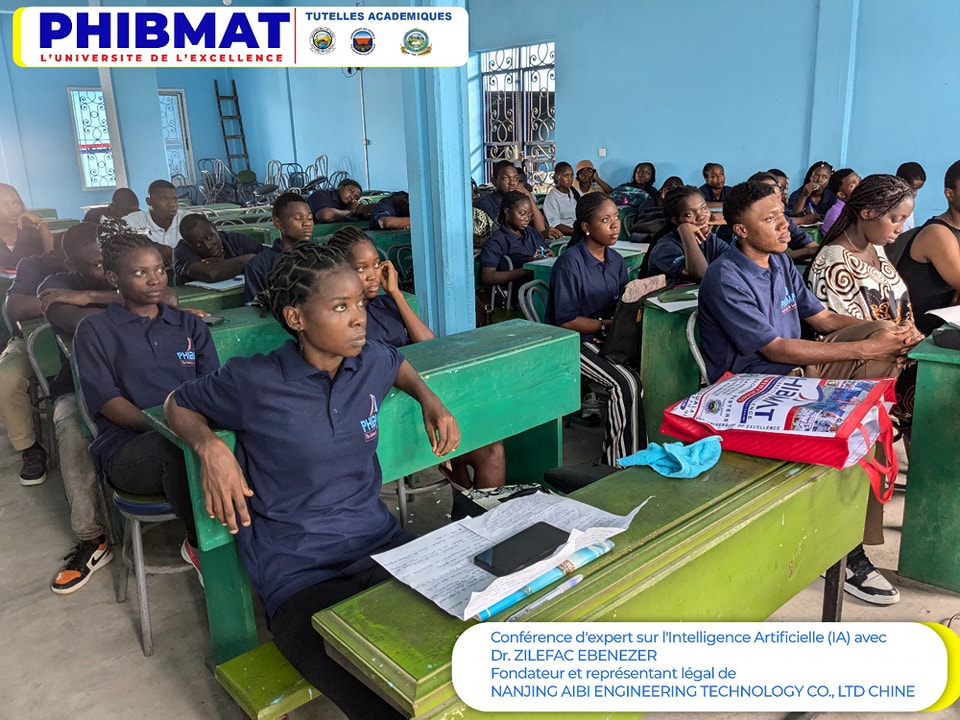 PHIBMAT
L'UNIVERSITE DE L'EXCELLENCE
TUTELLES ACADEMIQUES
PHIBMAT
Conférence d'expert sur l'Intelligence Artificielle (IA) avec
Dr. ZILEFAC EBENEZER
Fondateur et représentant légal de
NANJING AIBI ENGINEERING TECHNOLOGY CO., LTD CHINE